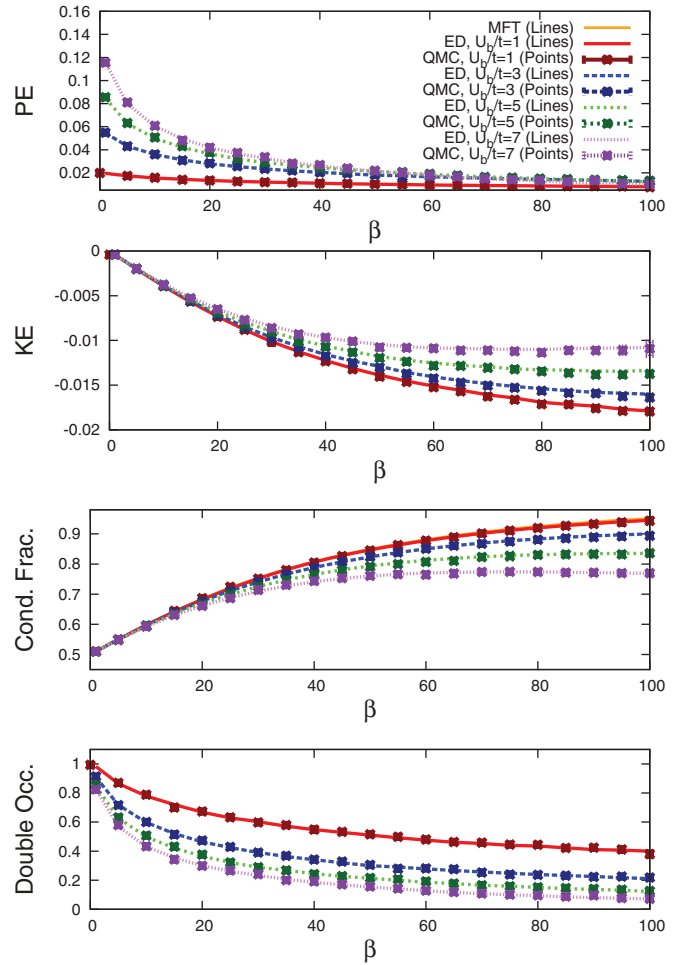 MFT (Lines)
ED, U_b/t=1 (Lines)
QMC, U_b/t=1 (Points)
ED, U_b/t=3 (Lines)
QMC, U_b/t=3 (Points)
ED, U_b/t=5 (Lines)
QMC, U_b/t=5 (Points)
ED, U_b/t=7 (Lines)
QMC, U_b/t=7 (Points)
PE
0.16
0.14
0.12
0.1
0.08
0.06
0.04
0.02
0 20 40 60 80 100
β
KE
0
-0.005
-0.01
-0.015
-0.02
0 20 40 60 80 100
β
Cond. Frac.
0.9
0.8
0.7
0.6
0.5
0 20 40 60 80 100
β
Double Occ.
1
0.8
0.6
0.4
0.2
0
0 20 40 60 80 100
β